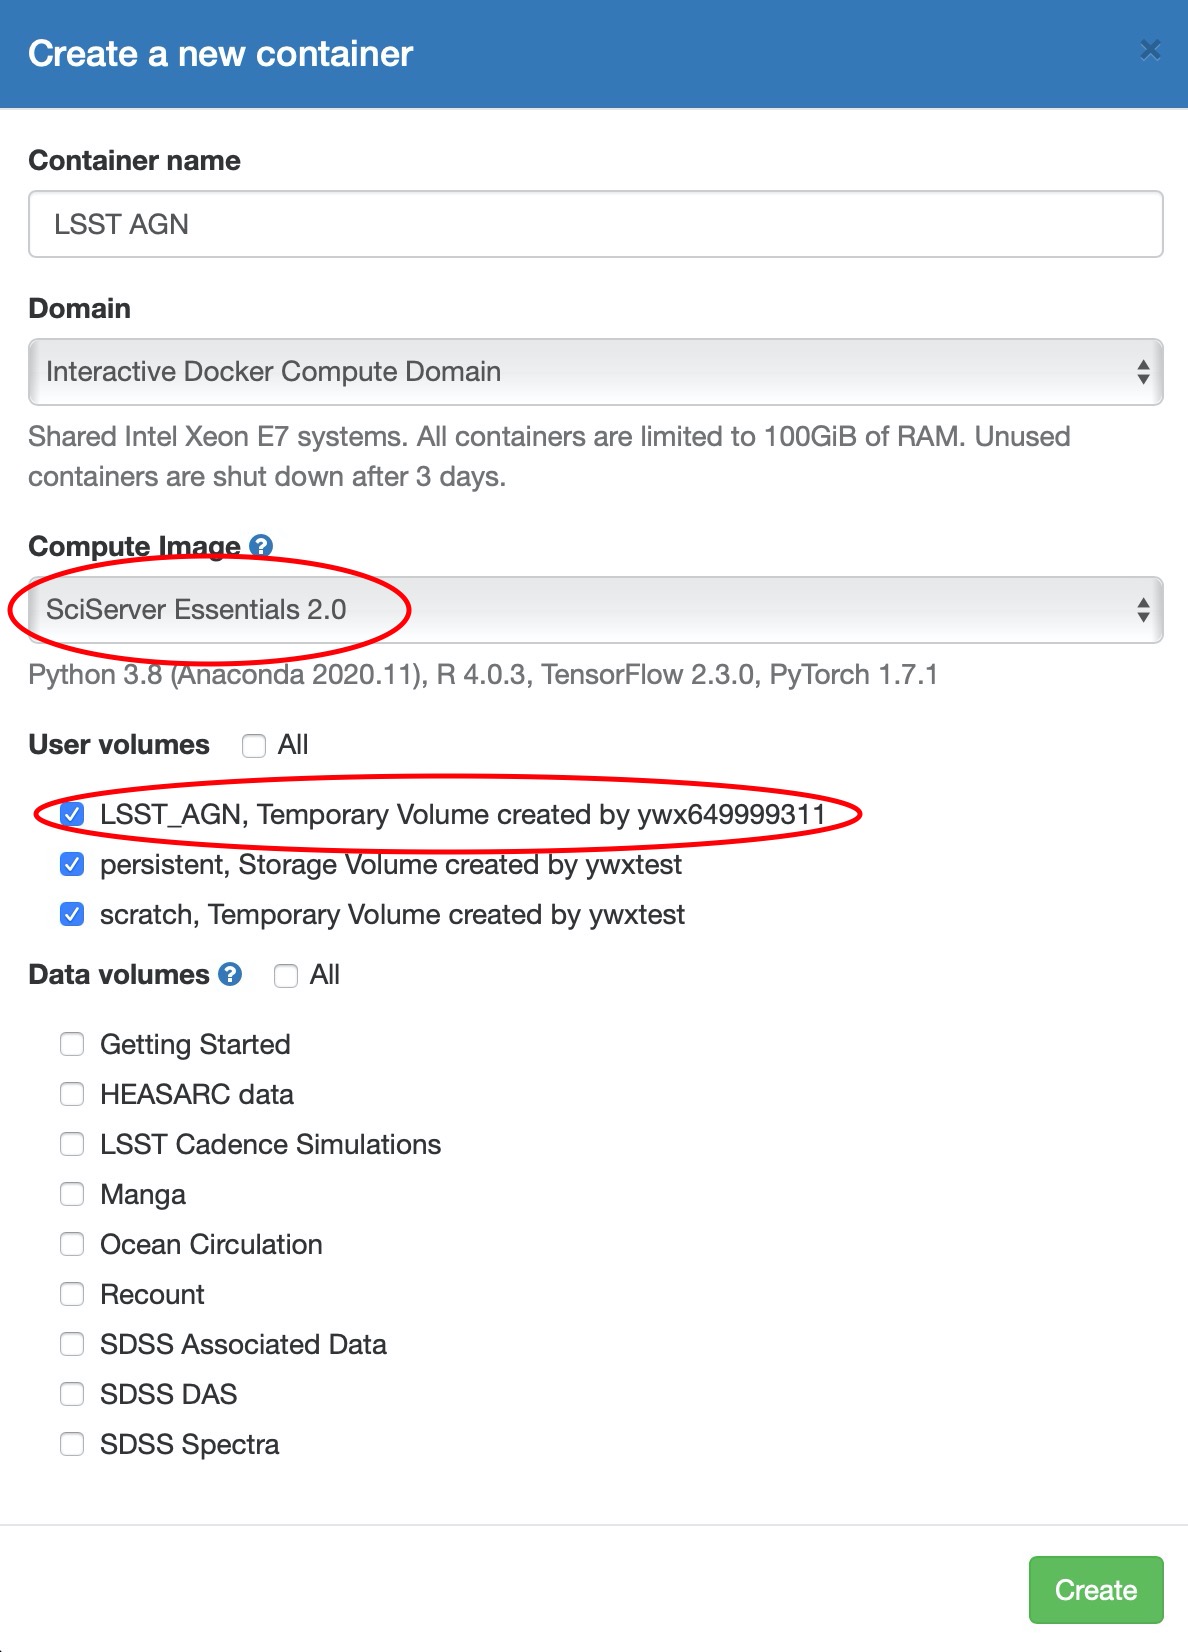 Create a new container
Container name
LSST AGN
Domain
Interactive Docker Compute Domain
Shared Intel Xeon E7 systems. All containers are limited to 100GiB of RAM. Unused
containers are shut down after 3 days.
Compute Image
SciServer Essentials 2.0
Python 3.8 (Anaconda 2020.11), R 4.0.3, TensorFlow 2.3.0, PyTorch 1.7.1
User volumes All
LSST_AGN, Temporary Volume created by ywx649999311
persistent, Storage Volume created by ywxtest
scratch, Temporary Volume created by ywxtest
Data volumes All
Getting Started
HEASARC data
LSST Cadence Simulations
Manga
Ocean Circulation
Recount
SDSS Associated Data
SDSS DAS
SDSS Spectra
Create